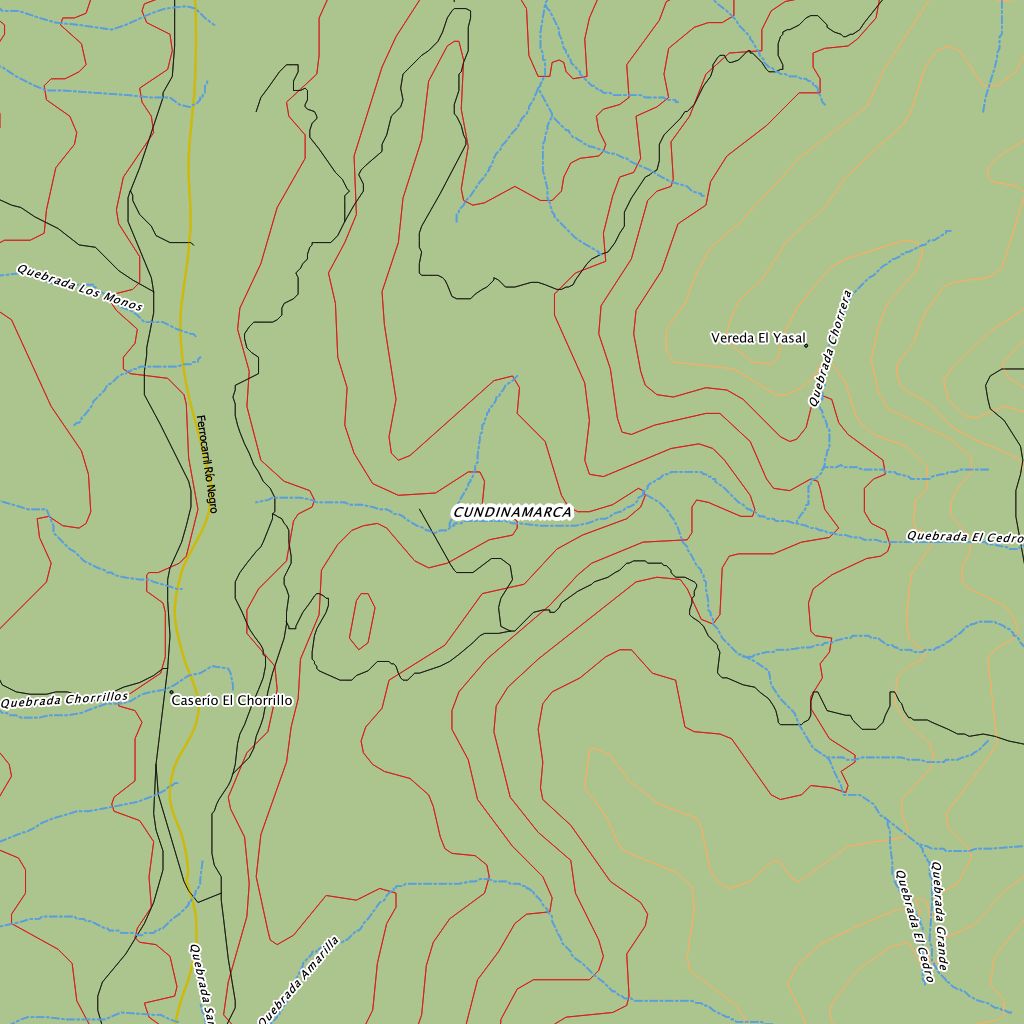 Quebrada Los Monos
Vereda El Yasal
Quebrada Chorrera
Ferrocarril Río Negro
CUNDINAMARCA
Quebrada El Cedro
Quebrada Chorrillos
Caserío El Chorrillo
Quebrada El Cedro
Quebrada Grande
Quebrada Amarilla
Quebrada